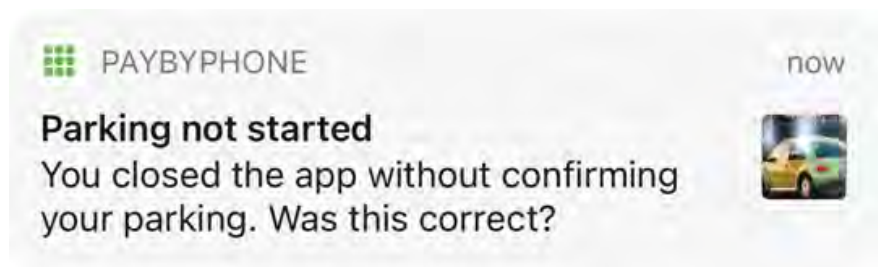 PAYBYPHONE
now
Parking not started
You closed the app without confirming
your parking. Was this correct?